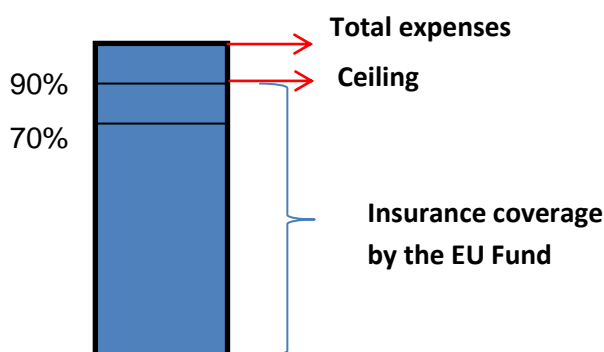 Total expenses
90%
Ceiling
70%
Insurance coverage
by the EU Fund